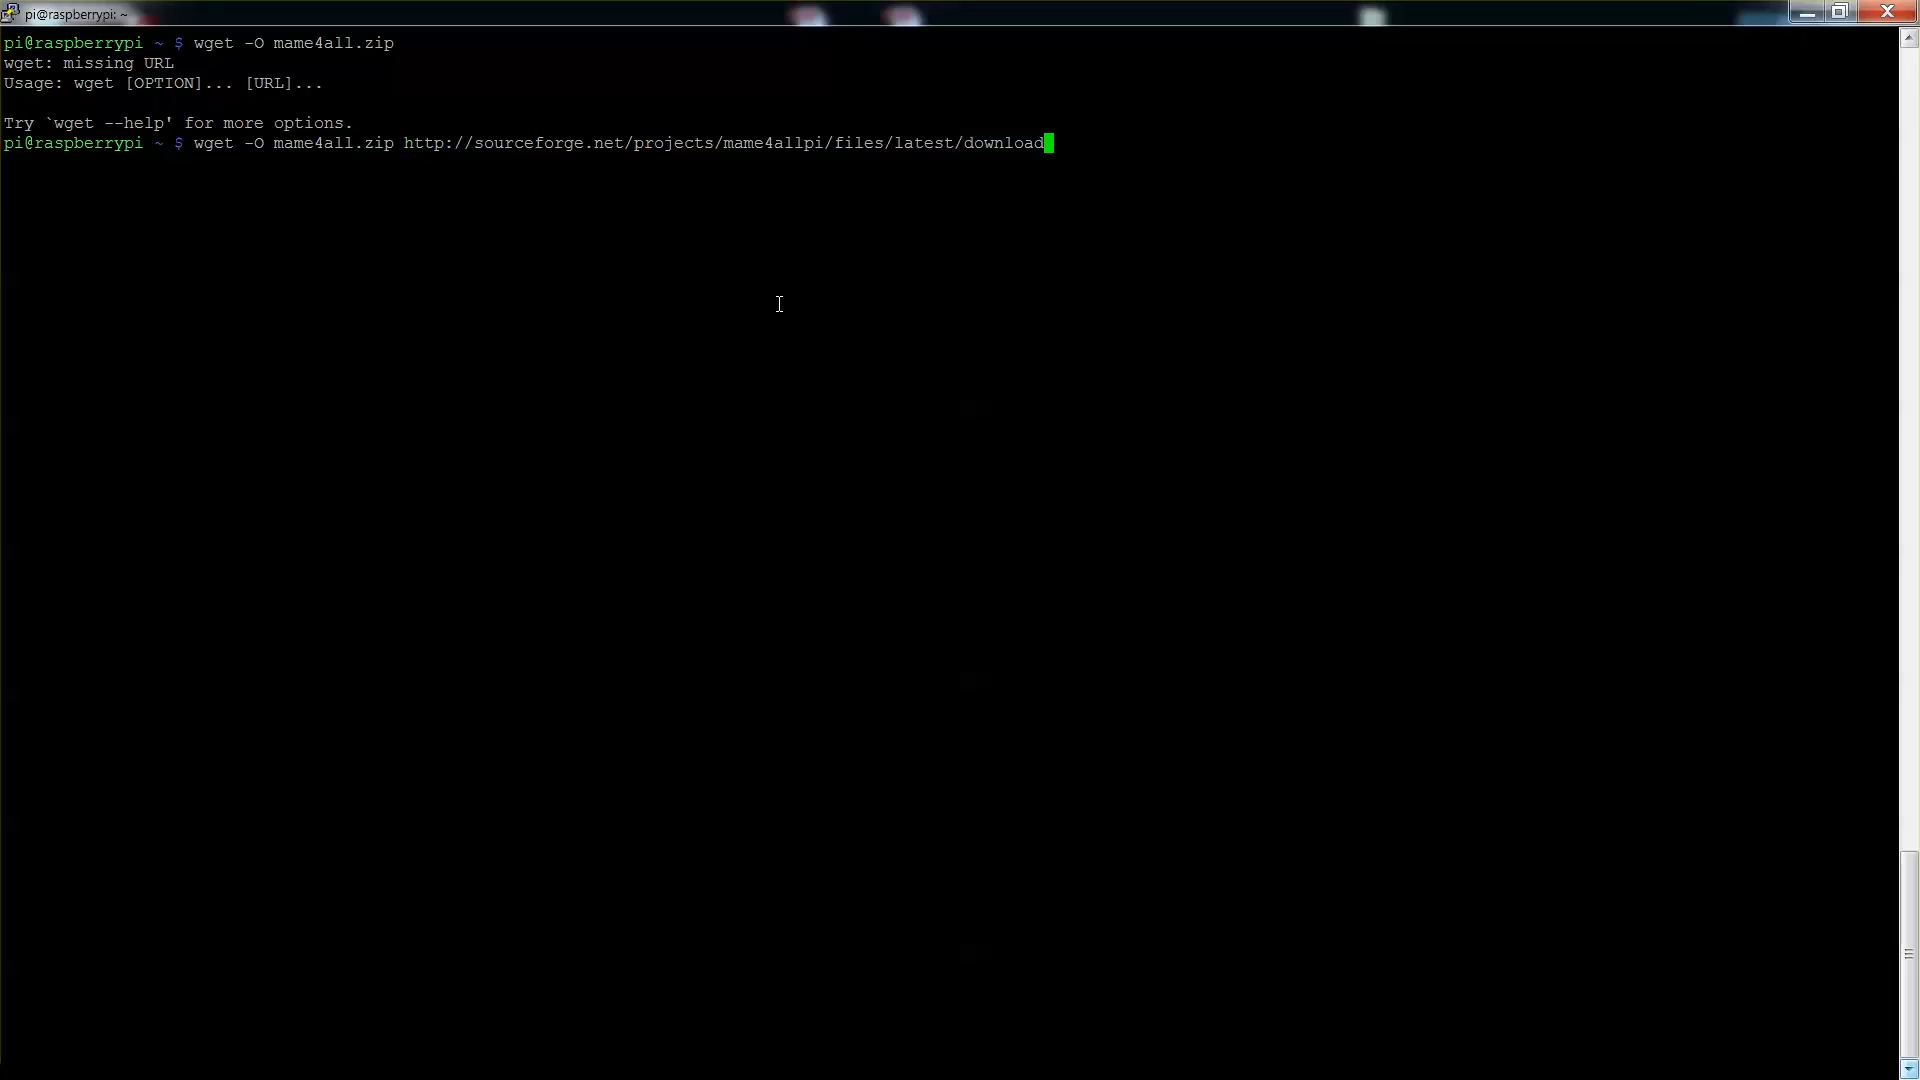 pi@raspberrypi: ~
pi@raspberrypi ~ $ wget -O mame4all.zip
wget: missing URL
Usage: wget [OPTION]... [URL]...
Try `wget --help' for more options.
pi@raspberrypi ~ $ wget -O mame4all.zip http://sourceforge.net/projects/mame4allpi/files/latest/download